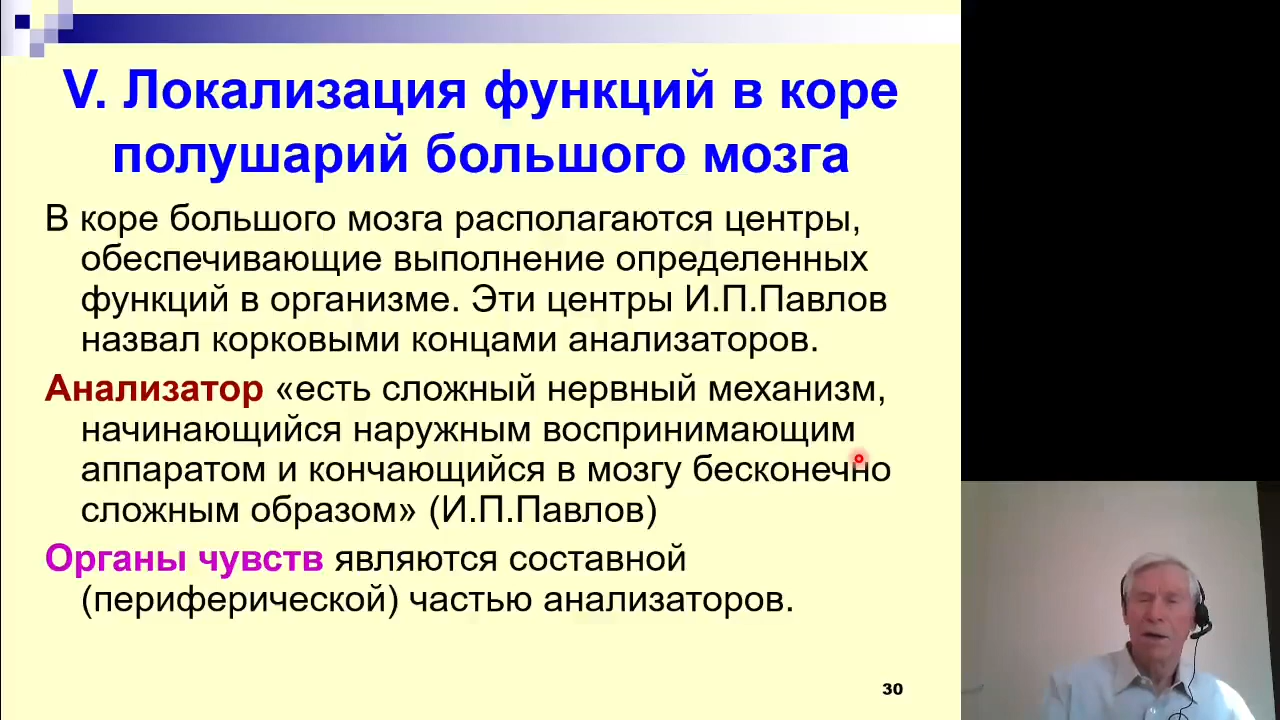 V. Локализация функций в коре
полушарий большого мозга
В коре большого мозга располагаются центры,
обеспечивающие выполнение определенных
функций в организме. Эти центры И.П.Павлов
назвал корковыми концами анализаторов.
Анализатор «есть сложный нервный механизм,
начинающийся наружным воспринимающим
аппаратом и кончающийся в мозгу бесконечно
сложным образом» (И.П.Павлов)
Органы чувств являются составной
(периферической) частью анализаторов.
30